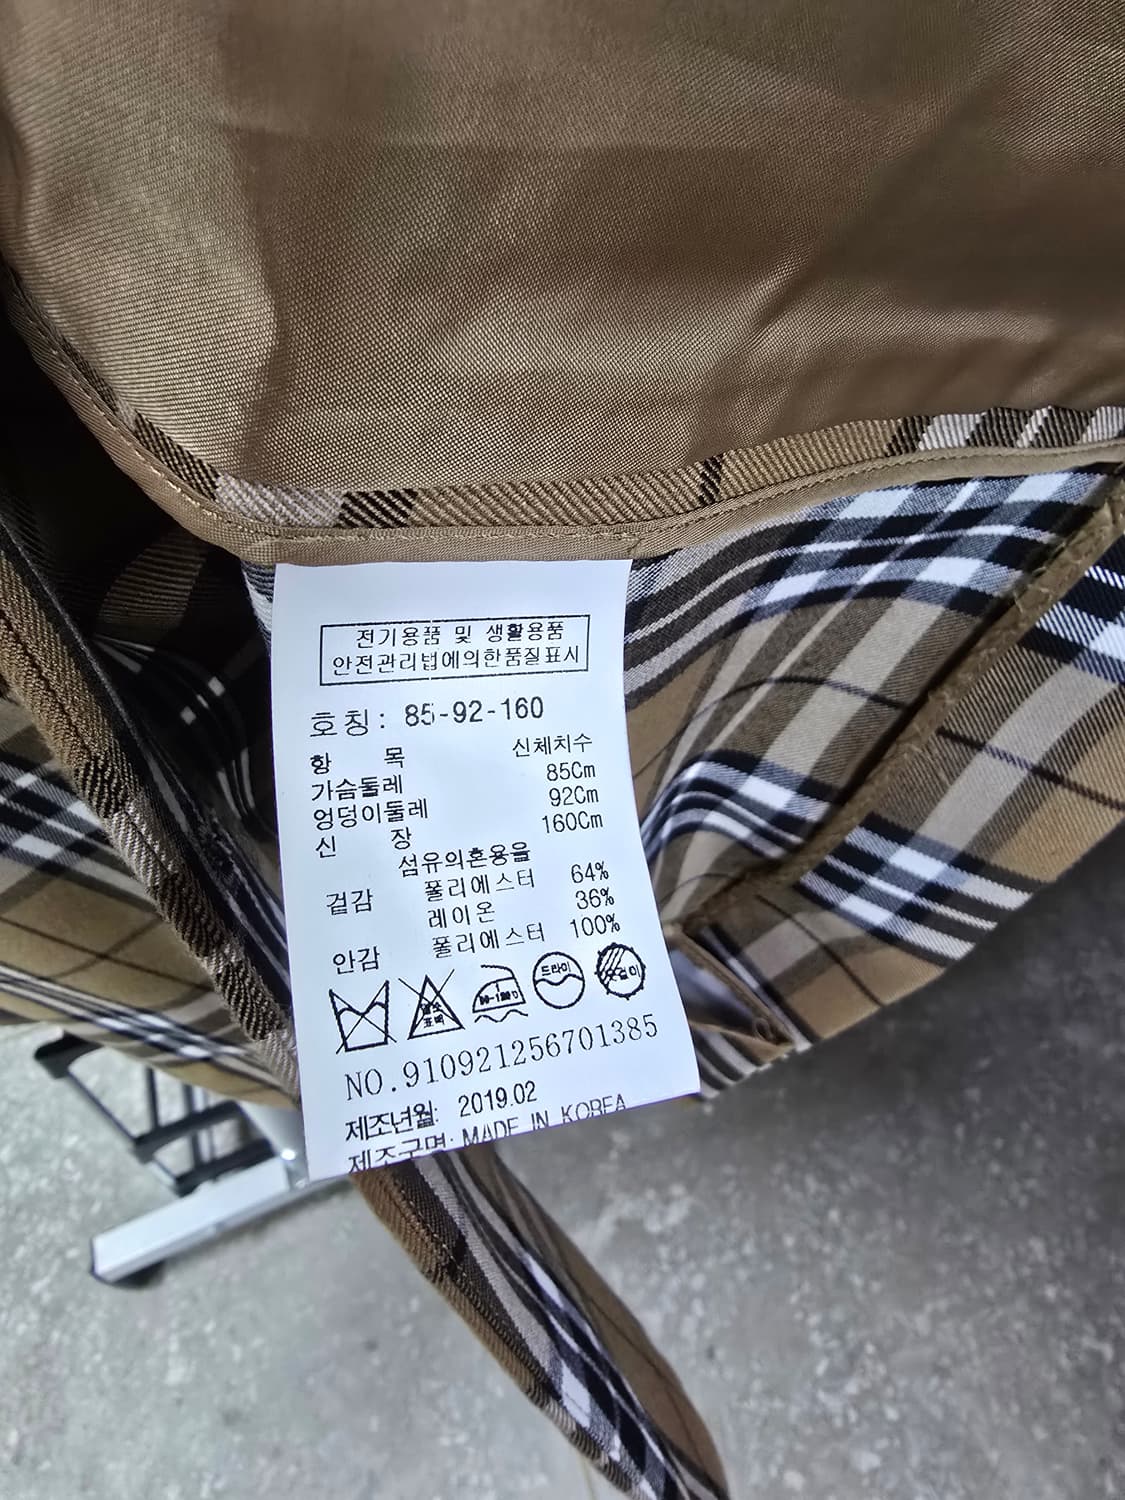 전기용품 및 생활용품
안전관리법에의한품질표시
호칭: 85-92-160
항 목 신체치수
가슴둘레 85Cm
엉덩이둘레 92Cm
신 장 160Cm
섬유의혼용율
겉감 폴리에스터 64%
레이온 36%
안감 폴리에스터 100%
드라이
NO.910921256701385
제조년월: 2019.02
제조국명: MADE IN KOREA